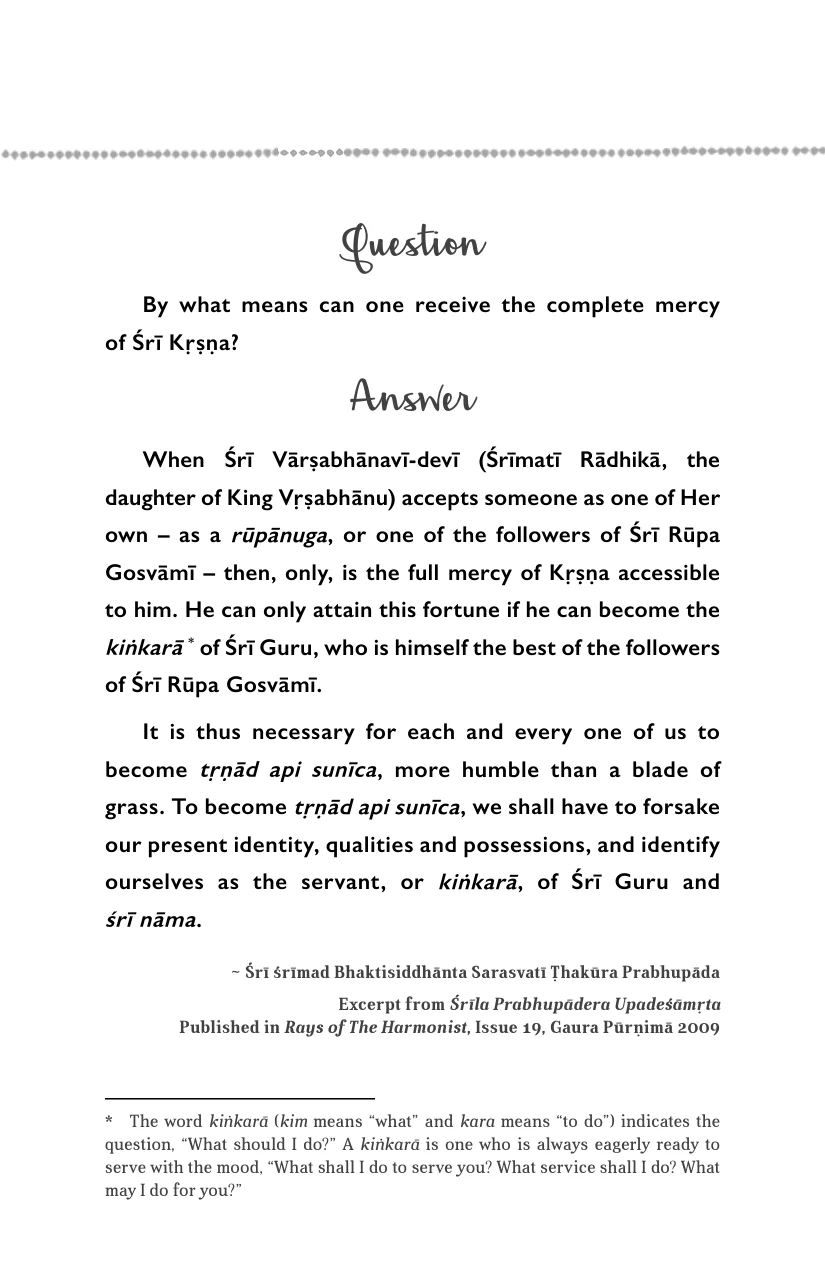 Question
By what means can one receive the complete mercy
of Śrī Kṛṣṇa?
Answer
When Śrī Vārṣabhānavī-devī (Śrīmatī Rādhikā, the
daughter of King Vṛṣabhānu) accepts someone as one of Her
own – as a rūpānuga, or one of the followers of Śrī Rūpa
Gosvāmī – then, only, is the full mercy of Kṛṣṇa accessible
to him. He can only attain this fortune if he can become the
kiṅkarā * of Śrī Guru, who is himself the best of the followers
of Śrī Rūpa Gosvāmī.
It is thus necessary for each and every one of us to
become tṛṇād api sunīca, more humble than a blade of
grass. To become tṛṇād api sunīca, we shall have to forsake
our present identity, qualities and possessions, and identify
ourselves as the servant, or kiṅkarā, of Śrī Guru and
śrī nāma.
~ Śrī śrīmad Bhaktisiddhānta Sarasvatī Ṭhakūra Prabhupāda
Excerpt from Śrīla Prabhupādera Upadeśāmṛta
Published in Rays of The Harmonist, Issue 19, Gaura Pūrṇimā 2009
* The word kiṅkarā (kim means “what” and kara means “to do”) indicates the
question, “What should I do?” A kiṅkarā is one who is always eagerly ready to
serve with the mood, “What shall I do to serve you? What service shall I do? What
may I do for you?”